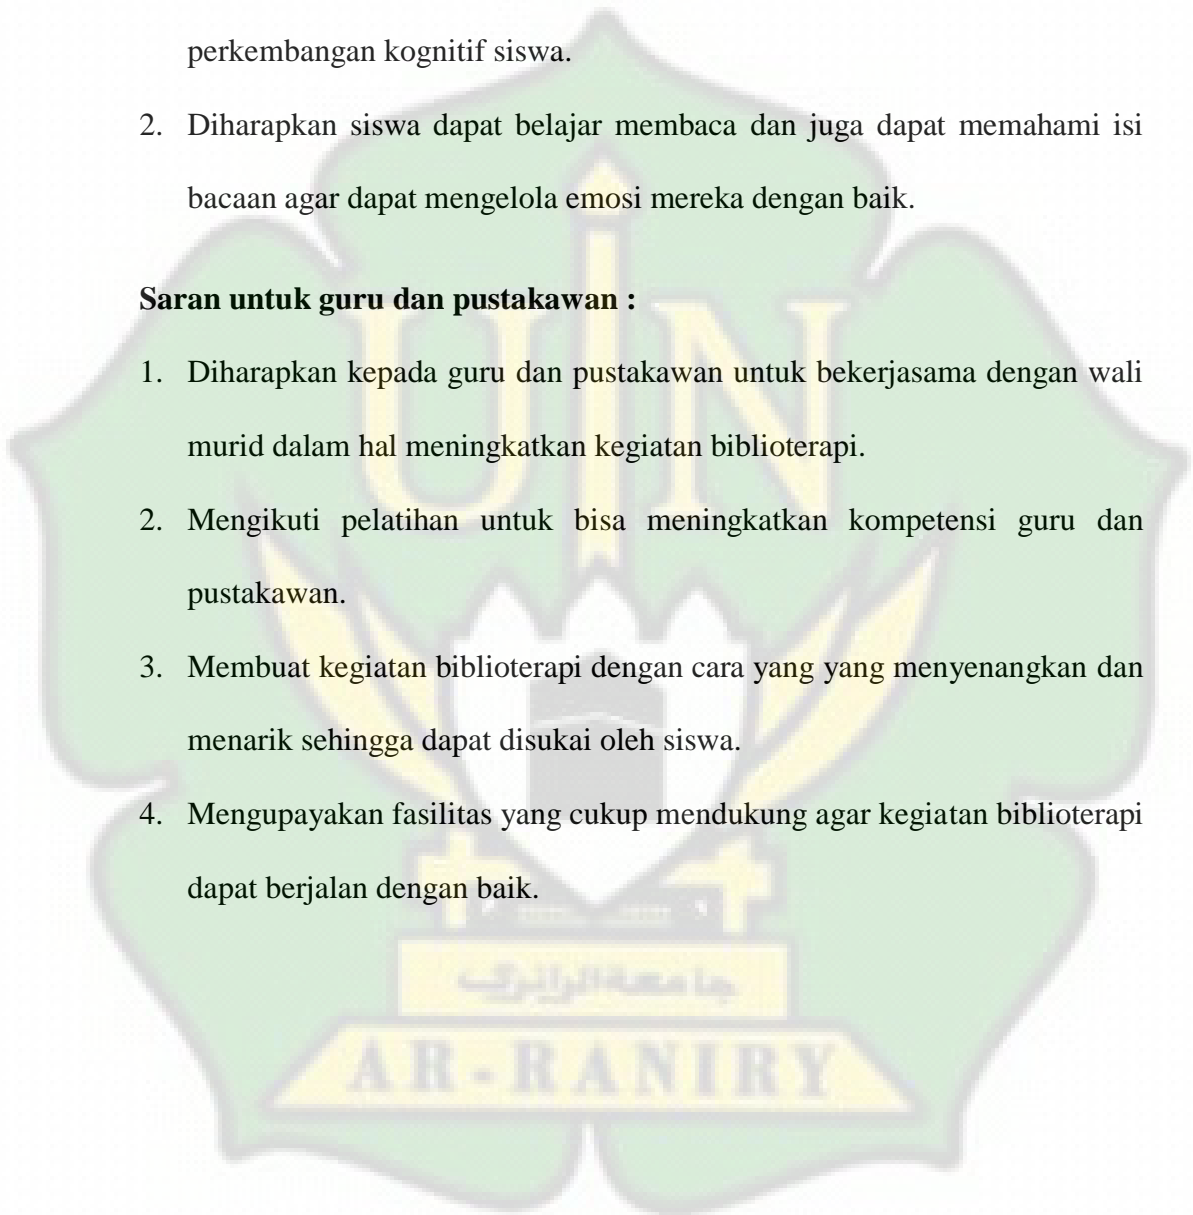 perkembangan kognitif siswa.
2. Diharapkan siswa dapat belajar membaca dan juga dapat memahami isi
bacaan agar dapat mengelola emosi mereka dengan baik.
Saran untuk guru dan pustakawan :
1. Diharapkan kepada guru dan pustakawan untuk bekerjasama dengan wali
murid dalam hal meningkatkan kegiatan biblioterapi.
2. Mengikuti pelatihan untuk bisa meningkatkan kompetensi guru dan
pustakawan.
3. Membuat kegiatan biblioterapi dengan cara yang yang menyenangkan dan
menarik sehingga dapat disukai oleh siswa.
4. Mengupayakan fasilitas yang cukup mendukung agar kegiatan biblioterapi
dapat berjalan dengan baik.
UIN
جامعة الرانري
AR-RANIRY